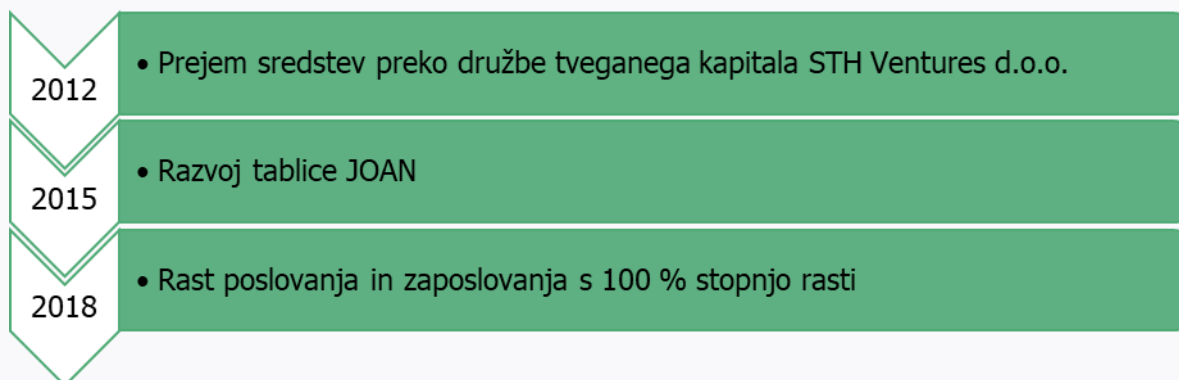 2012
• Prejem sredstev preko družbe tveganega kapitala STH Ventures d.o.o.
2015
• Razvoj tablice JOAN
2018
• Rast poslovanja in zaposlovanja s 100 % stopnjo rasti